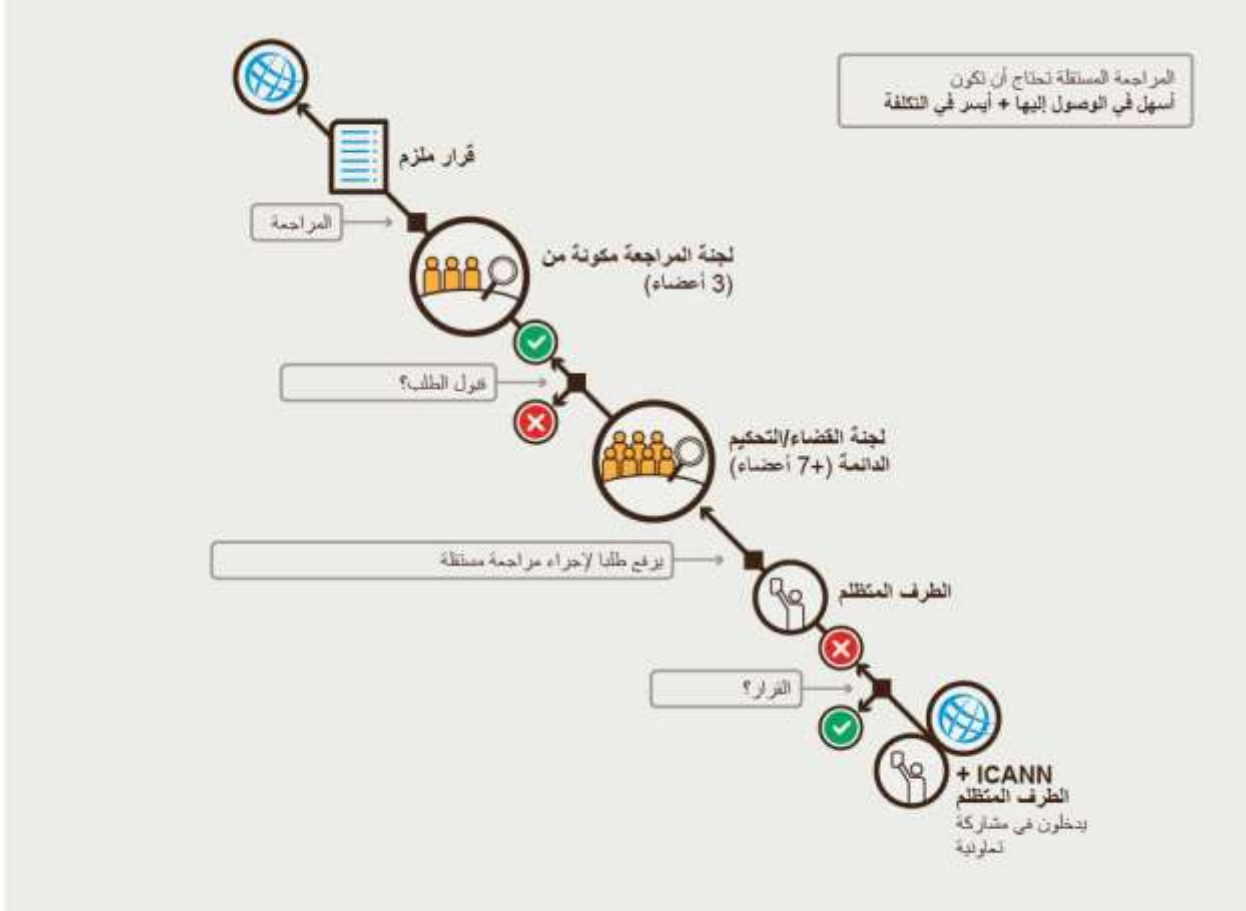 المراجعة المستقلة تحتاج أن تكون
أسهل في الوصول إليها + أيسر في التكلفة
قرار ملزم
المراجعة
لجنة المراجعة مكونة من
(3 أعضاء)
قبول الطلب؟
لجنة القضاء/التحكيم
الدائمة (+7 أعضاء)
يرفع طلبا لإجراء مراجعة مستقلة
الطرف المتظلم
القرار؟
+ ICANN
الطرف المتظلم
يدخلون في مشاركة
تعاونية